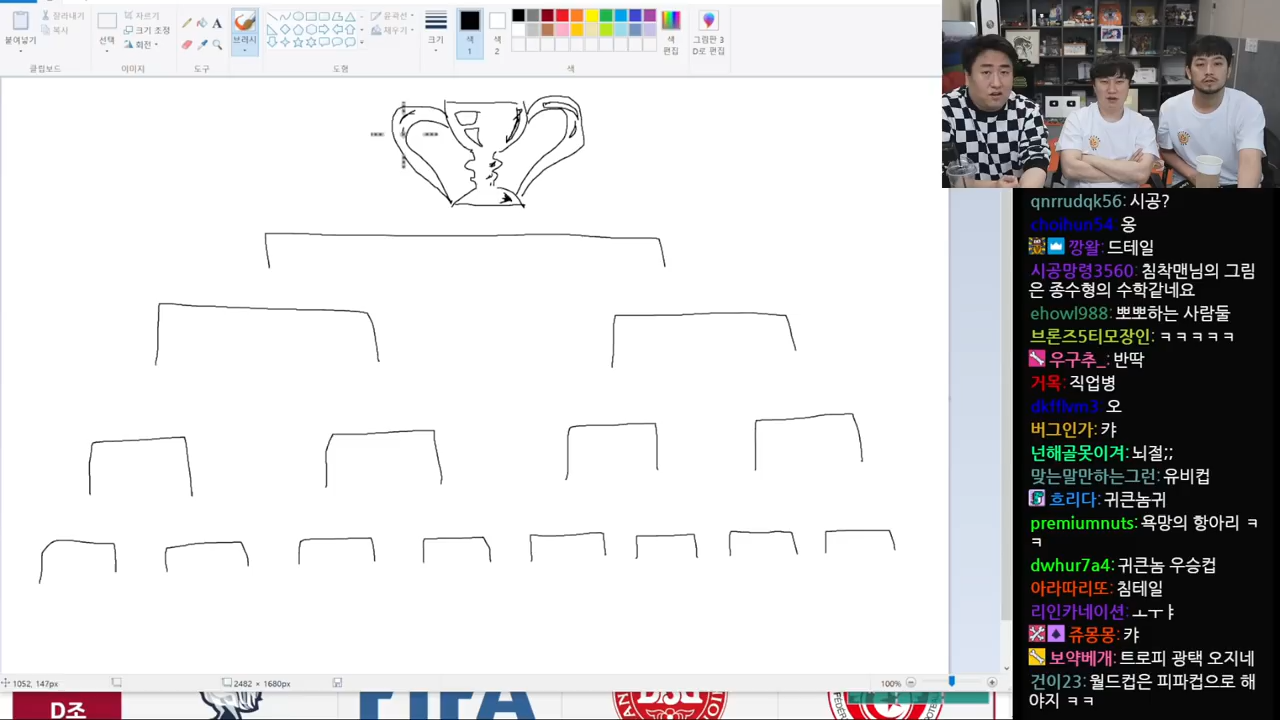 붙여넣기
잘라내기
복사
클립보드
선택
자르기
크기 조정
회전
이미지
A
도구
브러시
윤곽선
채우기
도형
크기
색
1
색
2
색
편집
그림판 3
D로 편집
색
qnrrudqk56: 시공?
choihun54: 옹
깡왈: 드테일
시공망령3560: 침착맨님의 그림
은 종수형의 수학같네요
ehowl988: 뽀뽀하는 사람둘
브론즈5티모장인: ㅋㅋㅋㅋㅋ
우구추_: 반딱
거목: 직업병
dkfflvm3: 오
버그인가: 캬
넌해골못이겨: 뇌절;;
맞는말만하는그런: 유비컵
흐리다: 귀큰놈귀
premiumnuts: 욕망의 항아리 ㅋ
ㅋ
dwhur7a4: 귀큰놈 우승컵
아라따리또: 침테일
리인카네이션: ㅗㅜㅑ
쥬몽몽: 캬
보약베개: 트로피 광택 오지네
건이23: 월드컵은 피파컵으로 해
야지 ㅋㅋ
1052, 147px
2482 × 1680px
100%
D조
FIFA